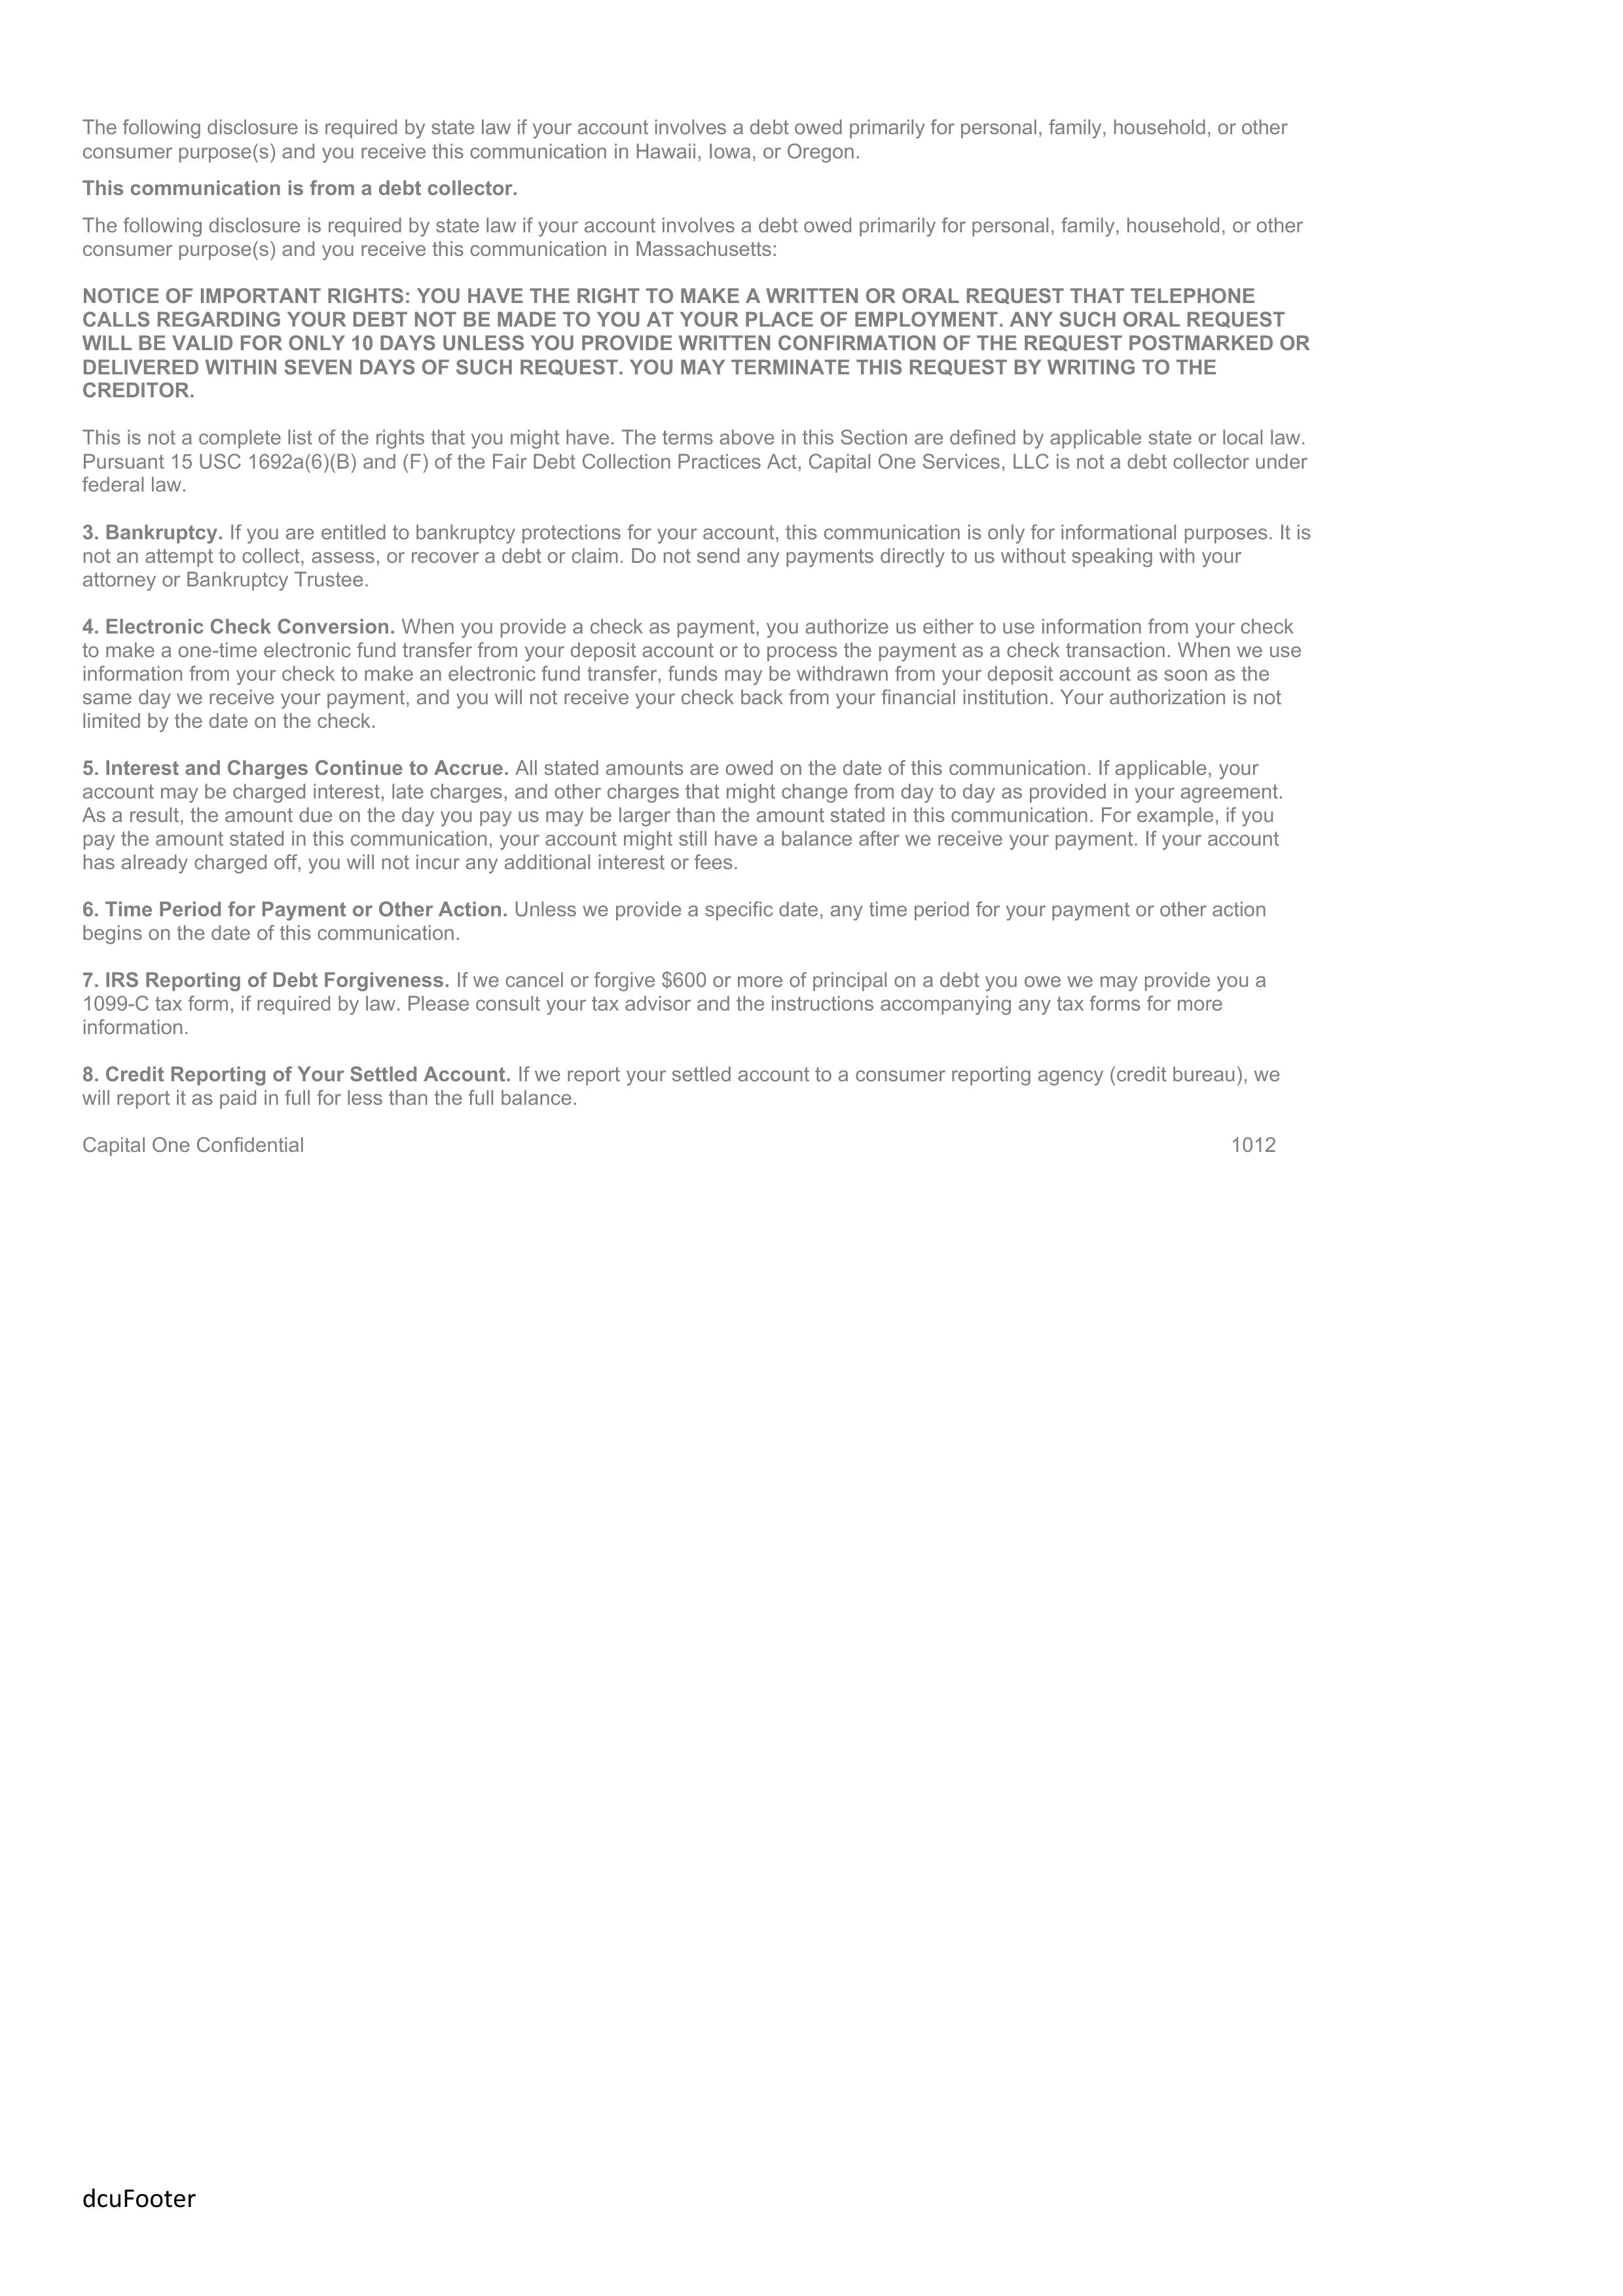 The following disclosure is required by state law if your account involves a debt owed primarily for personal, family, household, or other
consumer purpose(s) and you receive this communication in Hawaii, Iowa, or Oregon.
This communication is from a debt collector.
The following disclosure is required by state law if your account involves a debt owed primarily for personal, family, household, or other
consumer purpose(s) and you receive this communication in Massachusetts:
NOTICE OF IMPORTANT RIGHTS: YOU HAVE THE RIGHT TO MAKE A WRITTEN OR ORAL REQUEST THAT TELEPHONE
CALLS REGARDING YOUR DEBT NOT BE MADE TO YOU AT YOUR PLACE OF EMPLOYMENT. ANY SUCH ORAL REQUEST
WILL BE VALID FOR ONLY 10 DAYS UNLESS YOU PROVIDE WRITTEN CONFIRMATION OF THE REQUEST POSTMARKED OR
DELIVERED WITHIN SEVEN DAYS OF SUCH REQUEST. YOU MAY TERMINATE THIS REQUEST BY WRITING TO THE
CREDITOR.
This is not a complete list of the rights that you might have. The terms above in this Section are defined by applicable state or local law.
Pursuant 15 USC 1692a(6)(B) and (F) of the Fair Debt Collection Practices Act, Capital One Services, LLC is not a debt collector under
federal law.
3. Bankruptcy. If you are entitled to bankruptcy protections for your account, this communication is only for informational purposes. It is
not an attempt to collect, assess, or recover a debt or claim. Do not send any payments directly to us without speaking with your
attorney or Bankruptcy Trustee.
4. Electronic Check Conversion. When you provide a check as payment, you authorize us either to use information from your check
to make a one-time electronic fund transfer from your deposit account or to process the payment as a check transaction. When we use
information from your check to make an electronic fund transfer, funds may be withdrawn from your deposit account as soon as the
same day we receive your payment, and you will not receive your check back from your financial institution. Your authorization is not
limited by the date on the check.
5. Interest and Charges Continue to Accrue. All stated amounts are owed on the date of this communication. If applicable, your
account may be charged interest, late charges, and other charges that might change from day to day as provided in your agreement.
As a result, the amount due on the day you pay us may be larger than the amount stated in this communication. For example, if you
pay the amount stated in this communication, your account might still have a balance after we receive your payment. If your account
has already charged off, you will not incur any additional interest or fees.
6. Time Period for Payment or Other Action. Unless we provide a specific date, any time period for your payment or other action
begins on the date of this communication.
7. IRS Reporting of Debt Forgiveness. If we cancel or forgive $600 or more of principal on a debt you owe we may provide you a
1099-C tax form, if required by law. Please consult your tax advisor and the instructions accompanying any tax forms for more
information.
8. Credit Reporting of Your Settled Account. If we report your settled account to a consumer reporting agency (credit bureau), we
will report it as paid in full for less than the full balance.
Capital One Confidential 1012
dcuFooter